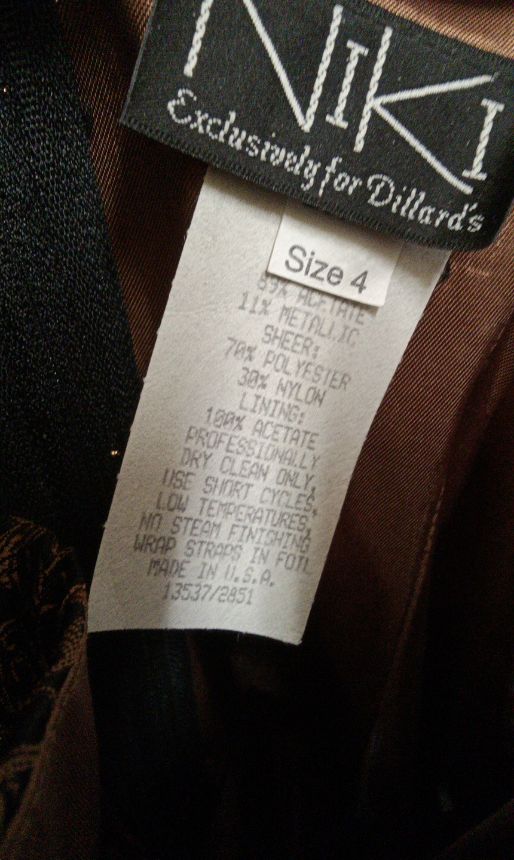 NIKI
Exclusively for Dillard's
Size 4
89% ACETATE
11% METALLIC
SHEER:
70% POLYESTER
30% NYLON
LINING:
100% ACETATE
PROFESSIONALLY
DRY CLEAN ONLY,
USE SHORT CYCLES,
LOW TEMPERATURES,
NO STEAM FINISHING
WRAP STRAPS IN FOIL
MADE IN U.S.A.
13537/2851